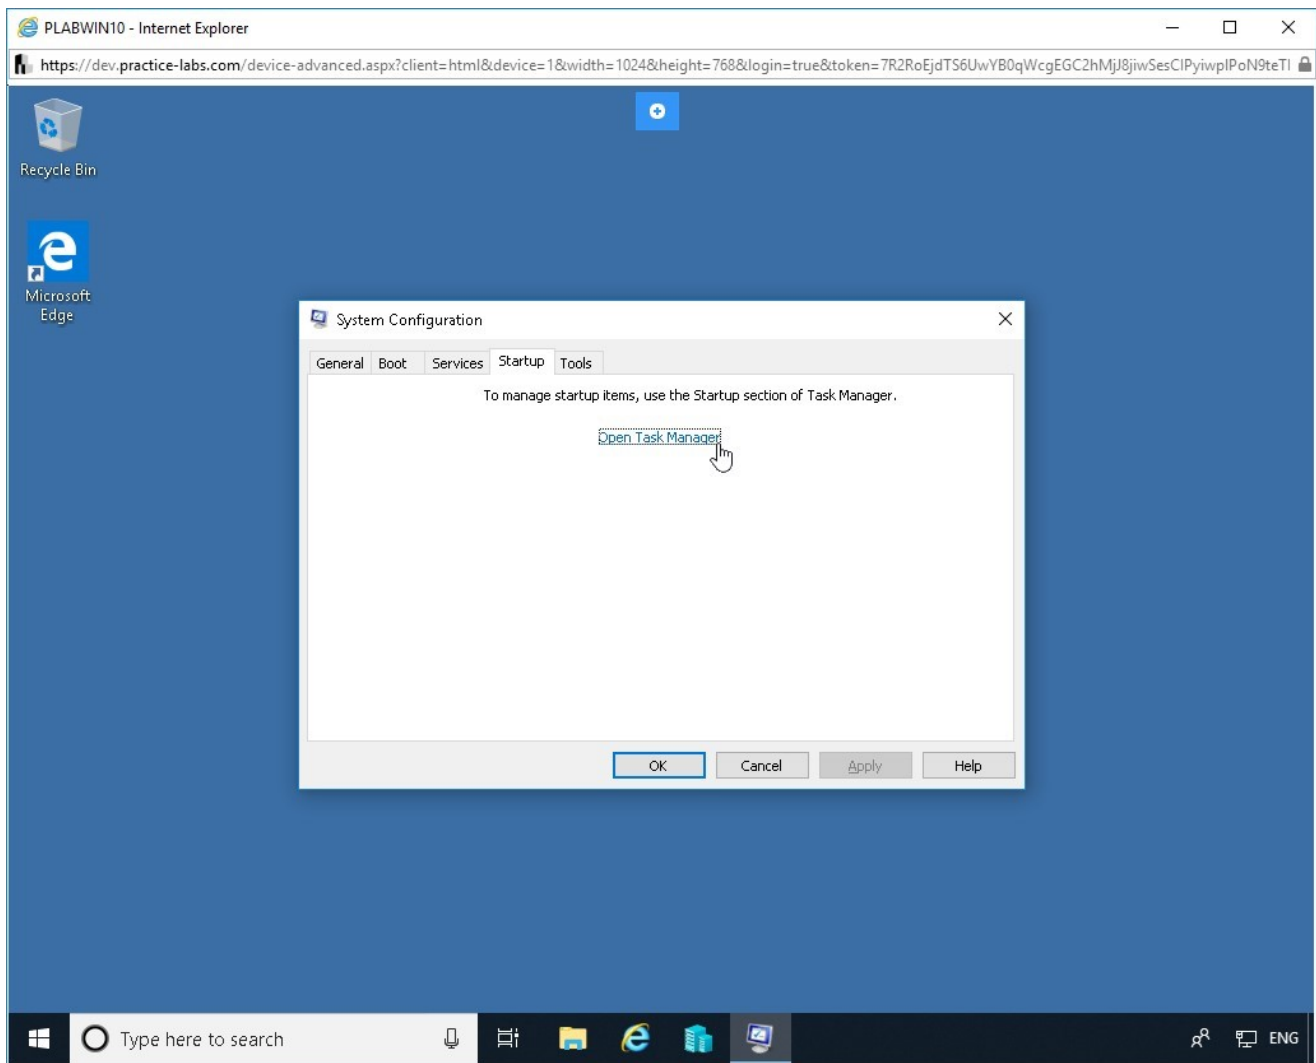 PLABWIN10 - Internet Explorer
https://dev.practice-labs.com/device-advanced.aspx?client=html&device=1&width=1024&height=768&login=true&token=7R2RoEjdTS6UwYB0qWcgEGC2hMjJ8jiwSesCIPyiwpIPoN9teTI
Recycle Bin
Microsoft
Edge
System Configuration
General Boot Services Startup Tools
To manage startup items, use the Startup section of Task Manager.
Open Task Manager
OK Cancel Apply Help
Type here to search
ENG